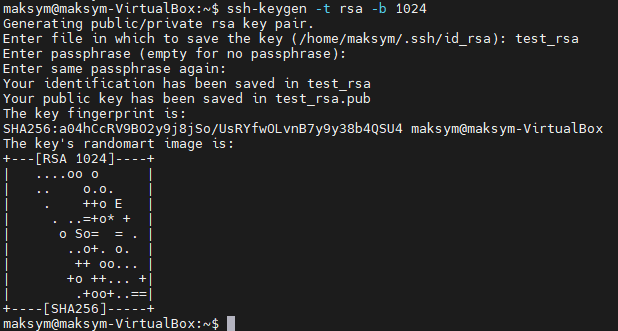 maksym@maksym-VirtualBox:~$ ssh-keygen -t rsa -b 1024
Generating public/private rsa key pair.
Enter file in which to save the key (/home/maksym/.ssh/id_rsa): test_rsa
Enter passphrase (empty for no passphrase):
Enter same passphrase again:
Your identification has been saved in test_rsa
Your public key has been saved in test_rsa.pub
The key fingerprint is:
SHA256:a04hCcRV9BO2y9j8jSo/UsRYfwOLvnB7y9y38b4QSU4 maksym@maksym-VirtualBox
The key's randomart image is:
+---[RSA 1024]----+
|   ....oo o      |
|   ..    o.o.    |
|    .    ++o E   |
|     . ..=+o* +  |
|      o So=  = . |
|       ..o+. o.  |
|        ++ oo... |
|       +o ++... +|
|        .+oo+..==|
+----[SHA256]-----+
maksym@maksym-VirtualBox:~$